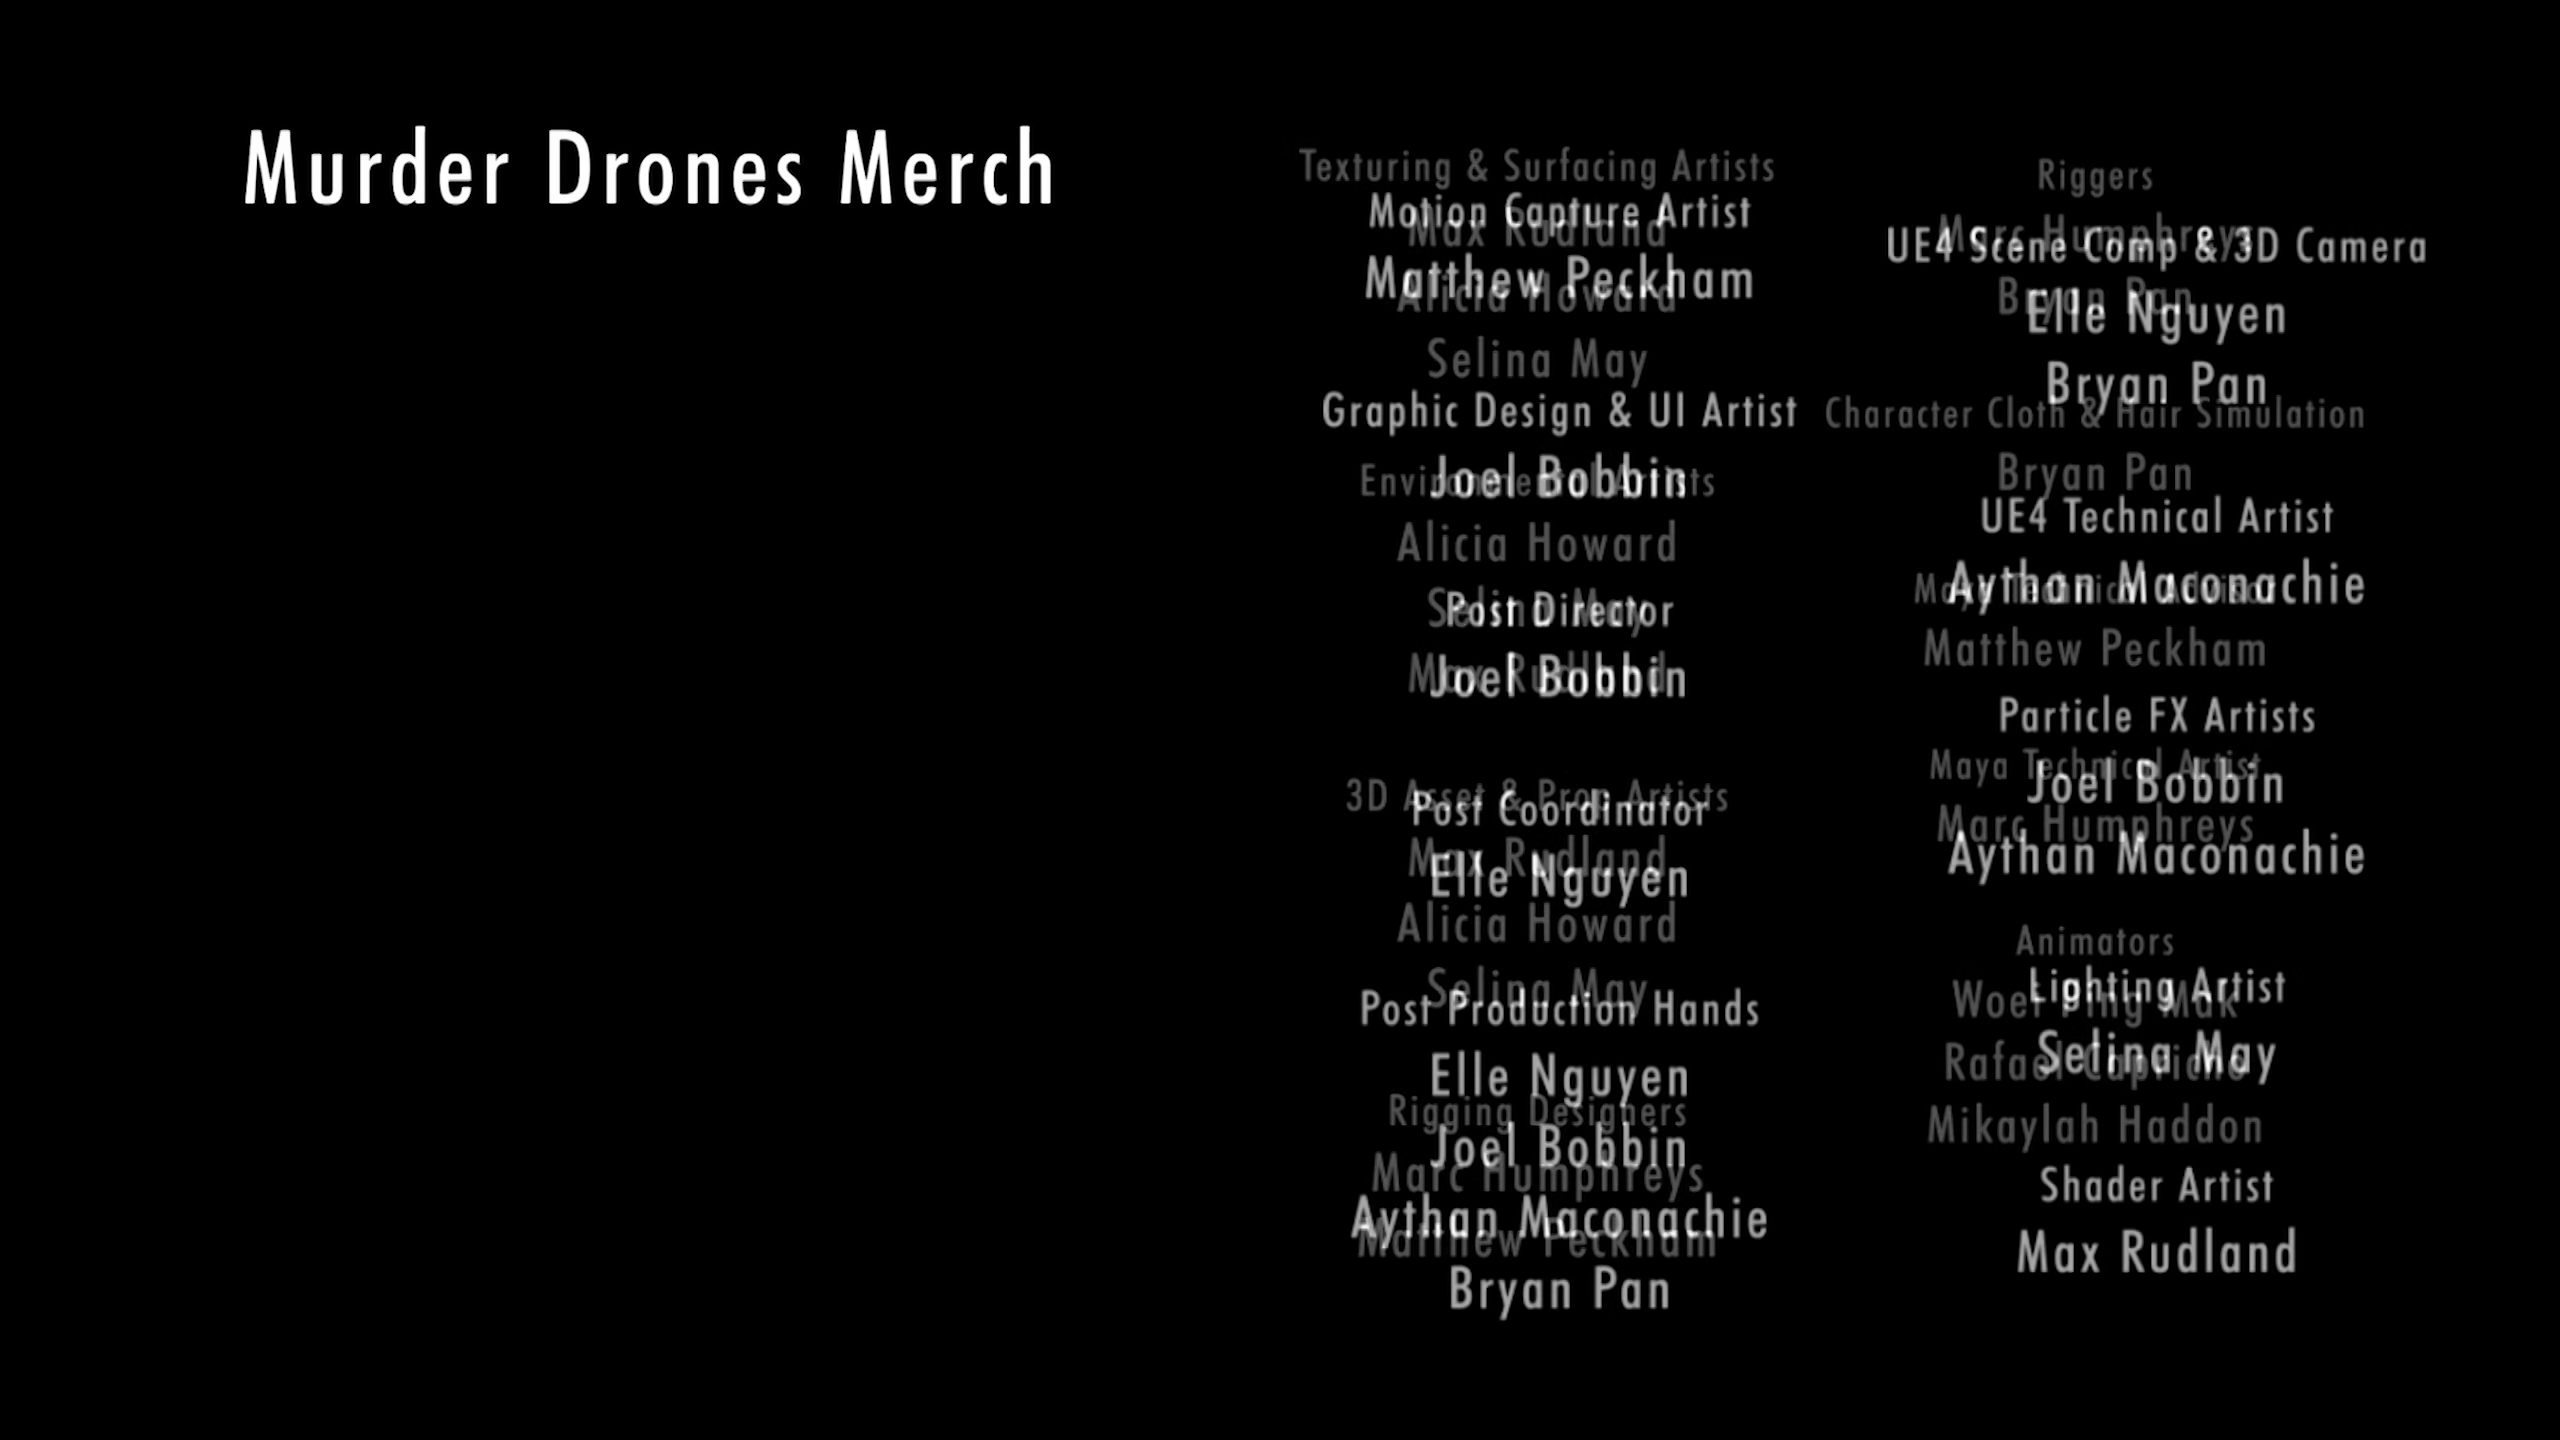 Murder Drones Merch
Texturing & Surfacing Artists
Max Rudland
Alicia Howard
Selina May
Environmental Artists
Alicia Howard
Selina May
Max Rudland
3D Asset & Prop Artists
Max Rudland
Alicia Howard
Selina May
Rigging Designers
Marc Humphreys
Matthew Peckham
Riggers
Marc Humphreys
Bryan Pan
Character Cloth & Hair Simulation
Bryan Pan
Maya Technical Advisor
Matthew Peckham
Maya Technical Artist
Marc Humphreys
Animators
Woei Ping Mak
Rafael Capricho
Mikaylah Haddon
Motion Capture Artist
Matthew Peckham
Graphic Design & UI Artist
Joel Bobbin
Post Director
Joel Bobbin
Post Coordinator
Elle Nguyen
Post Production Hands
Elle Nguyen
Joel Bobbin
Aythan Maconachie
Bryan Pan
UE4 Scene Comp & 3D Camera
Elle Nguyen
Bryan Pan
UE4 Technical Artist
Aythan Maconachie
Particle FX Artists
Joel Bobbin
Aythan Maconachie
Lighting Artist
Selina May
Shader Artist
Max Rudland